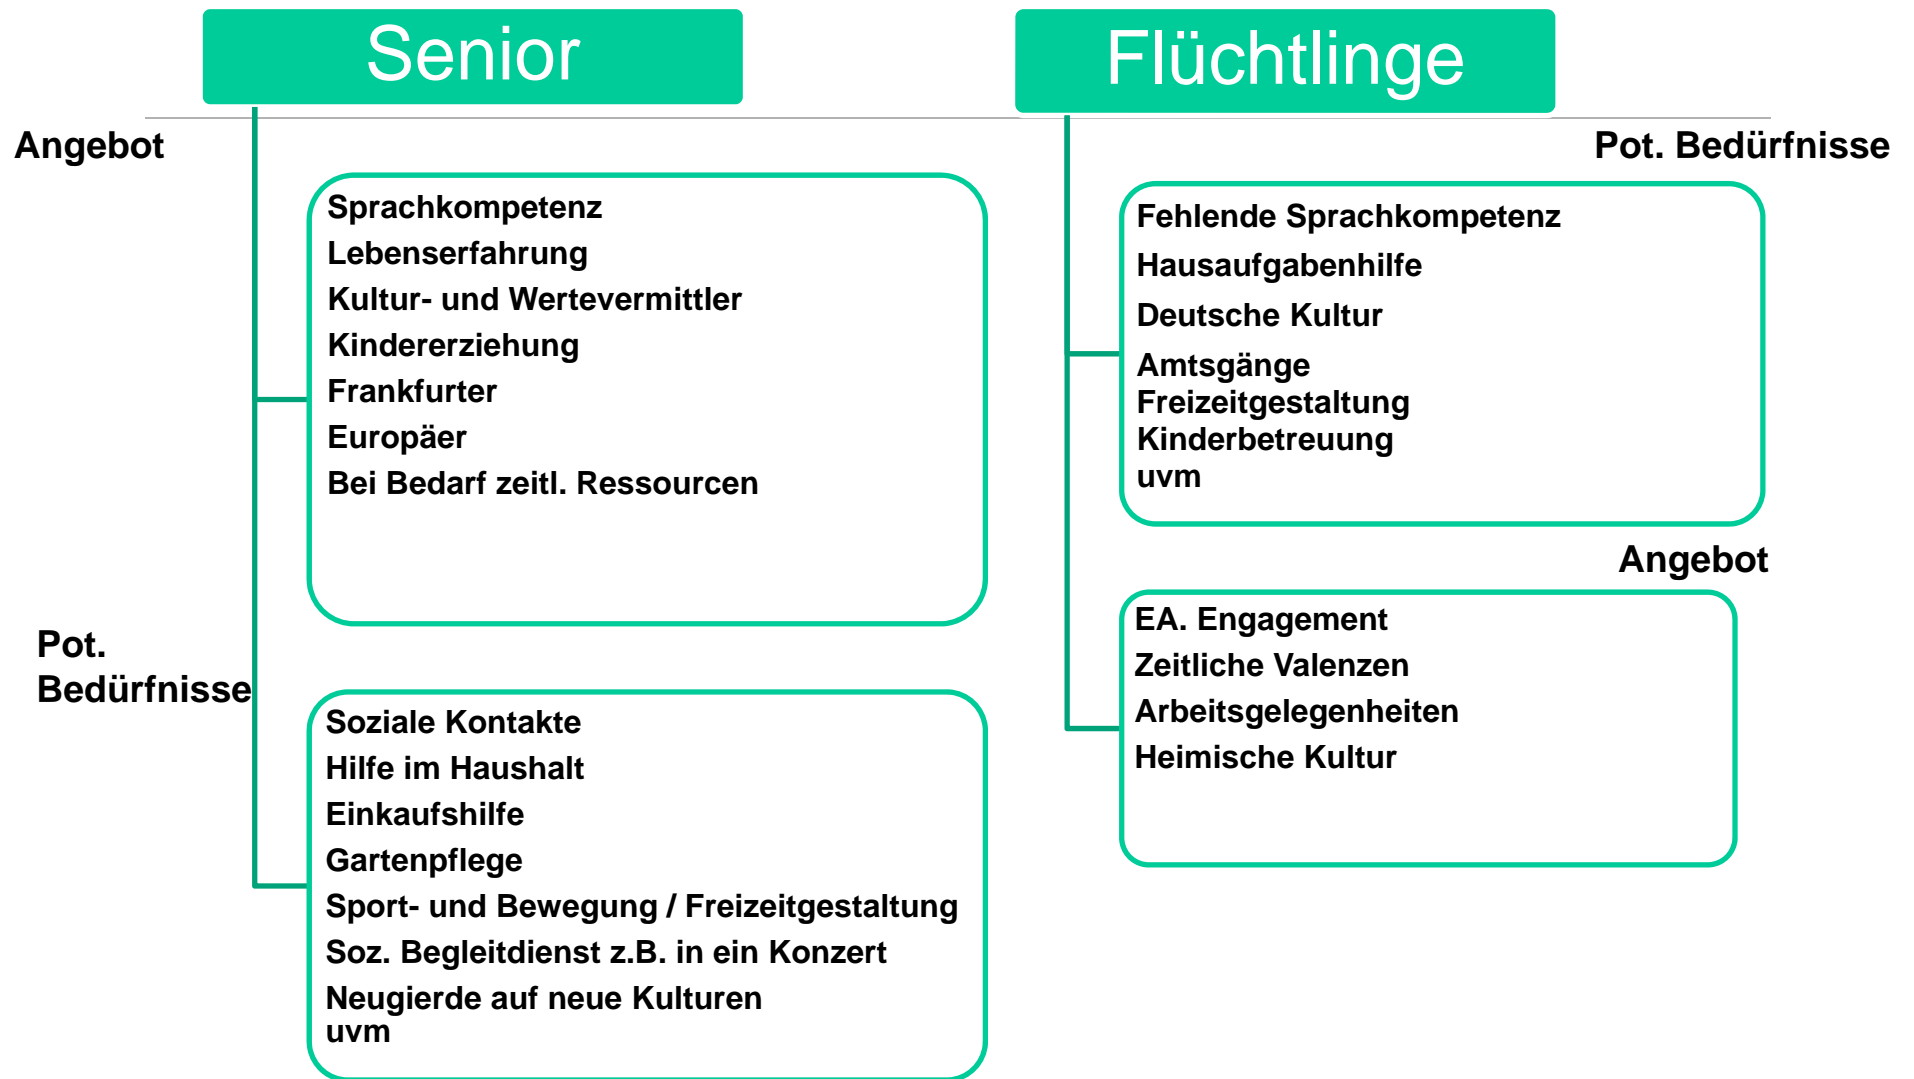 Senior
Angebot
Sprachkompetenz
Lebenserfahrung
Kultur- und Wertevermittler
Kindererziehung
Frankfurter
Europäer
Bei Bedarf zeitl. Ressourcen
Pot.
Bedürfnisse
Soziale Kontakte
Hilfe im Haushalt
Einkaufshilfe
Gartenpflege
Sport- und Bewegung / Freizeitgestaltung
Soz. Begleitdienst z.B. in ein Konzert
Neugierde auf neue Kulturen
uvm
Flüchtlinge
Pot. Bedürfnisse
Fehlende Sprachkompetenz
Hausaufgabenhilfe
Deutsche Kultur
Amtsgänge
Freizeitgestaltung
Kinderbetreuung
uvm
Angebot
EA. Engagement
Zeitliche Valenzen
Arbeitsgelegenheiten
Heimische Kultur